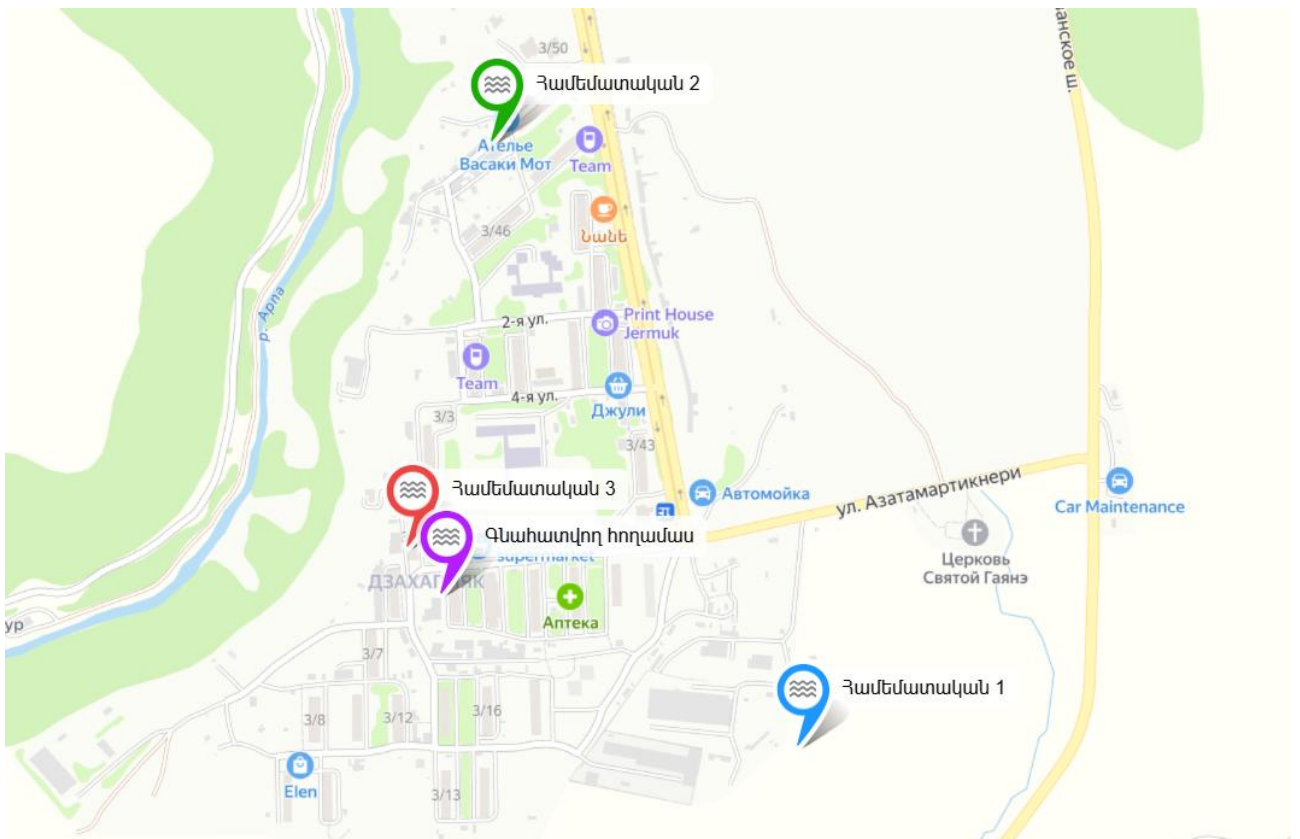 3/50
Համեմատական 2
Ателье
Васаки Мот
Team
3/46
Նանե
р. Арпа
2-я ул.
Print House
Jermuk
Team
4-я ул.
Джули
3/3
3/43
Համեմատական 3
Автомойка
ул. Азатамартикнери
Car Maintenance
Գնահատվող հողամաս
supermarket
Церковь
Святой Гаянэ
Аптека
3/7
Համեմատական 1
3/8
3/12
3/16
Elen
3/13